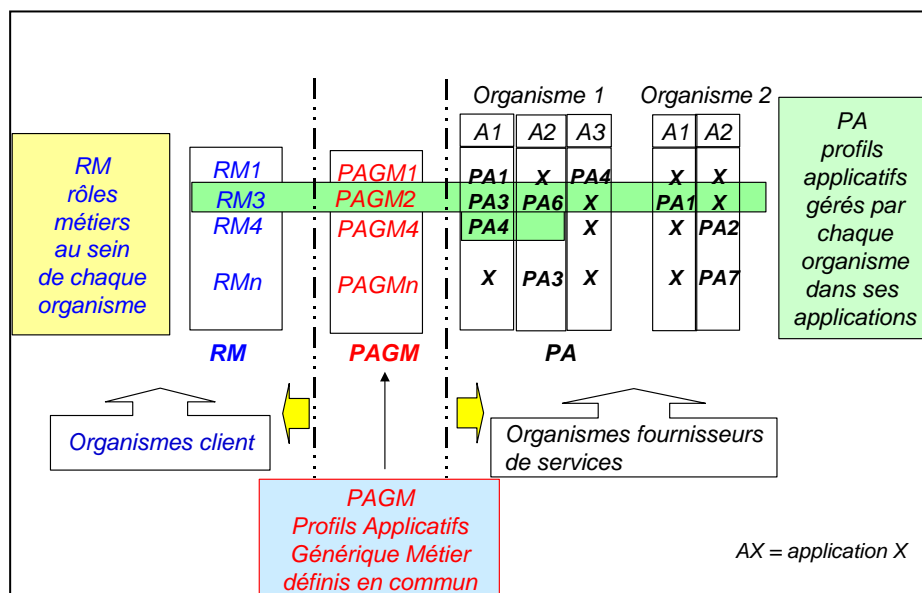 Organisme 1 Organisme 2
A1 A2 A3 A1 A2
RM
rôles
métiers
au sein
de chaque
organisme
RM1 PAGM1 PA1 X PA4 X X
RM3 PAGM2 PA3 PA6 X PA1 X
RM4 PAGM4 PA4 X X PA2
RMn PAGMn X PA3 X X PA7
RM PAGM PA
PA
profils
applicatifs
gérés par
chaque
organisme
dans ses
applications
Organismes client
Organismes fournisseurs
de services
PAGM
Profils Applicatifs
Générique Métier
définis en commun
AX = application X